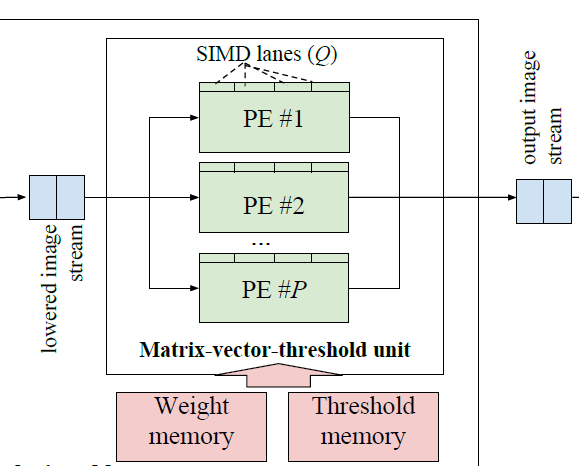 SIMD lanes (Q)
PE #1
PE #2
...
PE #P
lowered image
stream
output image
stream
Matrix-vector-threshold unit
Weight
memory
Threshold
memory